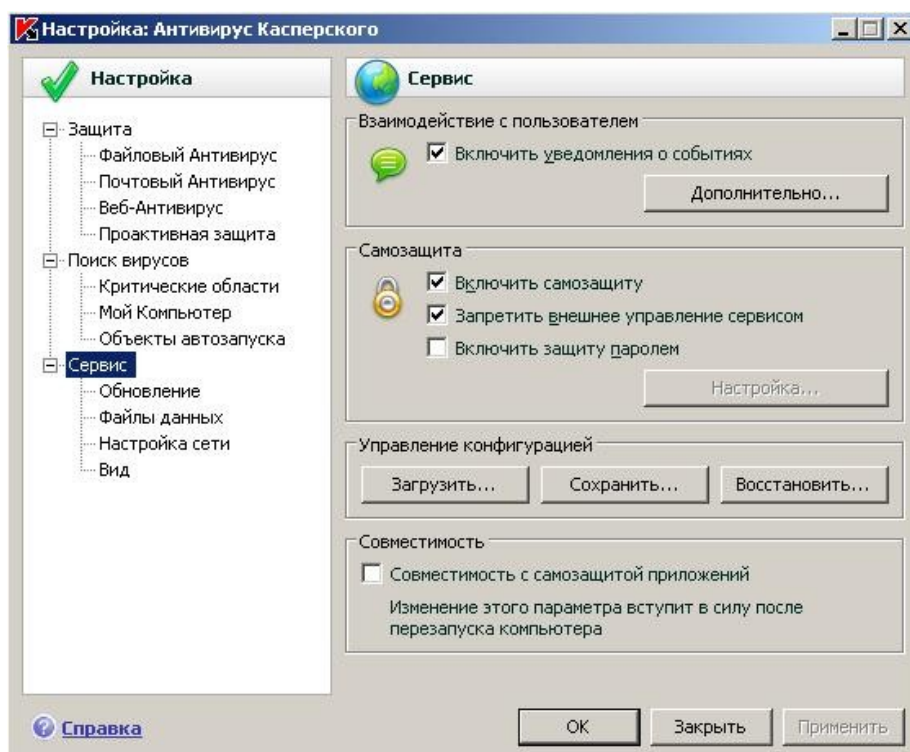 Настройка: Антивирус Касперского
Настройка
Защита
Файловый Антивирус
Почтовый Антивирус
Веб-Антивирус
Проактивная защита
Поиск вирусов
Критические области
Мой Компьютер
Объекты автозапуска
Сервис
Обновление
Файлы данных
Настройка сети
Вид
Справка
Сервис
Взаимодействие с пользователем
Включить уведомления о событиях
Дополнительно...
Самозащита
Включить самозащиту
Запретить внешнее управление сервисом
Включить защиту паролем
Настройка...
Управление конфигурацией
Загрузить...
Сохранить...
Восстановить...
Совместимость
Совместимость с самозащитой приложений
Изменение этого параметра вступит в силу после
перезапуска компьютера
ОК
Закрыть
Применить